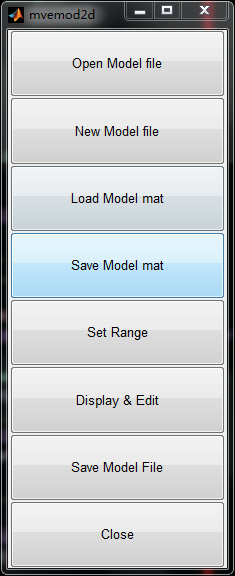 mvemod2d
Open Model file
New Model file
Load Model mat
Save Model mat
Set Range
Display & Edit
Save Model File
Close